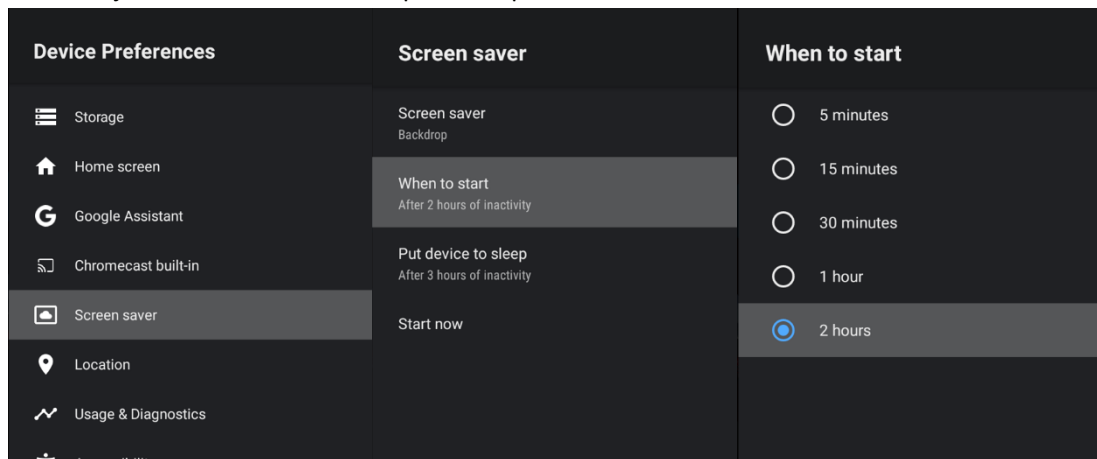 Device Preferences
Storage
Home screen
Google Assistant
Chromecast built-in
Screen saver
Location
Usage & Diagnostics
Screen saver
Screen saver
Backdrop
When to start
After 2 hours of inactivity
Put device to sleep
After 3 hours of inactivity
Start now
When to start
5 minutes
15 minutes
30 minutes
1 hour
2 hours